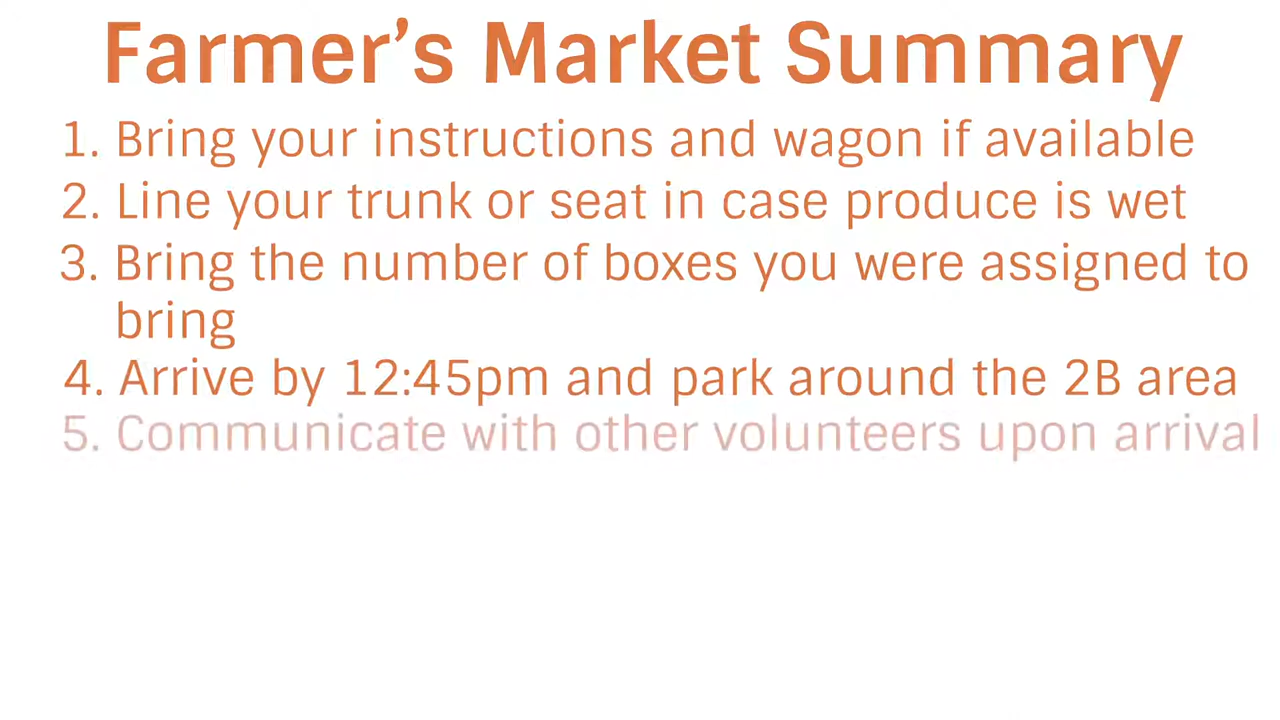 Farmer’s Market Summary
1. Bring your instructions and wagon if available
2. Line your trunk or seat in case produce is wet
3. Bring the number of boxes you were assigned to
bring
4. Arrive by 12:45pm and park around the 2B area
5. Communicate with other volunteers upon arrival